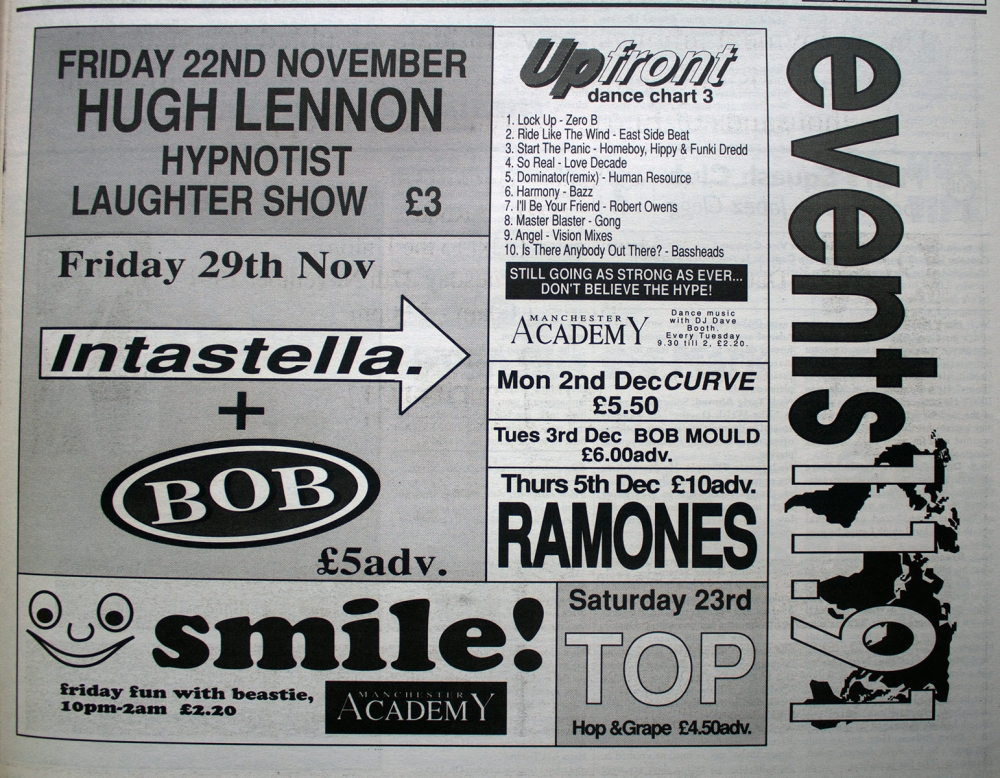 FRIDAY 22ND NOVEMBER
HUGH LENNON
HYPNOTIST
LAUGHTER SHOW £3
Friday 29th Nov
Intastella.
+
BOB
£5adv.
Upfront
dance chart 3
1. Lock Up - Zero B
2. Ride Like The Wind - East Side Beat
3. Start The Panic - Homeboy, Hippy & Funki Dredd
4. So Real - Love Decade
5. Dominator(remix) - Human Resource
6. Harmony - Bazz
7. I'll Be Your Friend - Robert Owens
8. Master Blaster - Gong
9. Angel - Vision Mixes
10. Is There Anybody Out There? - Bassheads
STILL GOING AS STRONG AS EVER...
DON'T BELIEVE THE HYPE!
MANCHESTER
ACADEMY
Dance music
with DJ Dave
Booth.
Every Tuesday
9.30 till 2, £2.20.
Mon 2nd Dec CURVE
£5.50
Tues 3rd Dec BOB MOULD
£6.00adv.
Thurs 5th Dec £10adv.
RAMONES
smile!
friday fun with beastie,
10pm-2am £2.20
MANCHESTER
ACADEMY
Saturday 23rd
TOP
Hop & Grape £4.50adv.
events11.91